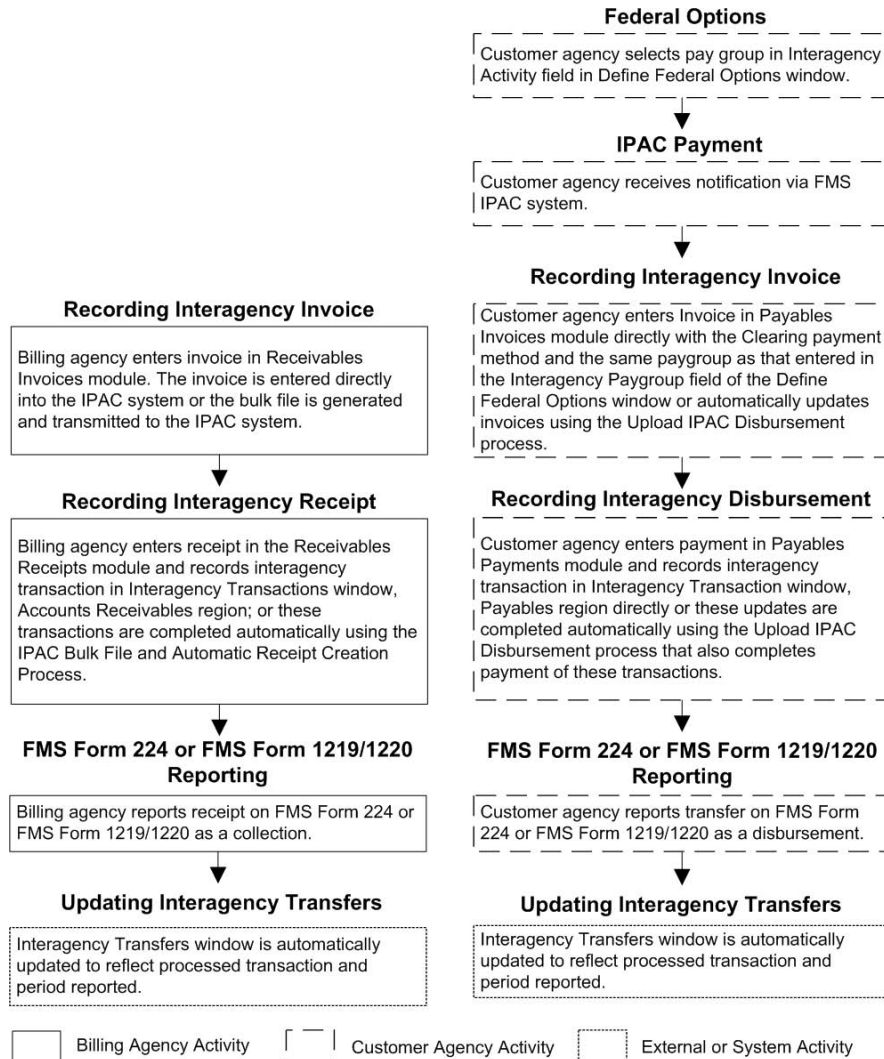 Federal Options
Customer agency selects pay group in Interagency
Activity field in Define Federal Options window.
IPAC Payment
Customer agency receives notification via FMS
IPAC system.
Recording Interagency Invoice
Customer agency enters Invoice in Payables
Invoices module directly with the Clearing payment
method and the same paygroup as that entered in
the Interagency Paygroup field of the Define
Federal Options window or automatically updates
invoices using the Upload IPAC Disbursement
process.
Recording Interagency Invoice
Billing agency enters invoice in Receivables
Invoices module. The invoice is entered directly
into the IPAC system or the bulk file is generated
and transmitted to the IPAC system.
Recording Interagency Receipt
Billing agency enters receipt in the Receivables
Receipts module and records interagency
transaction in Interagency Transactions window,
Accounts Receivables region; or these
transactions are completed automatically using the
IPAC Bulk File and Automatic Receipt Creation
Process.
Recording Interagency Disbursement
Customer agency enters payment in Payables
Payments module and records interagency
transaction in Interagency Transaction window,
Payables region directly or these updates are
completed automatically using the Upload IPAC
Disbursement process that also completes
payment of these transactions.
FMS Form 224 or FMS Form 1219/1220
Reporting
Billing agency reports receipt on FMS Form 224 or
FMS Form 1219/1220 as a collection.
FMS Form 224 or FMS Form 1219/1220
Reporting
Customer agency reports transfer on FMS Form
224 or FMS Form 1219/1220 as a disbursement.
Updating Interagency Transfers
Interagency Transfers window is automatically
updated to reflect processed transaction and
period reported.
Updating Interagency Transfers
Interagency Transfers window is automatically
updated to reflect processed transaction and
period reported.
Billing Agency Activity
Customer Agency Activity
External or System Activity